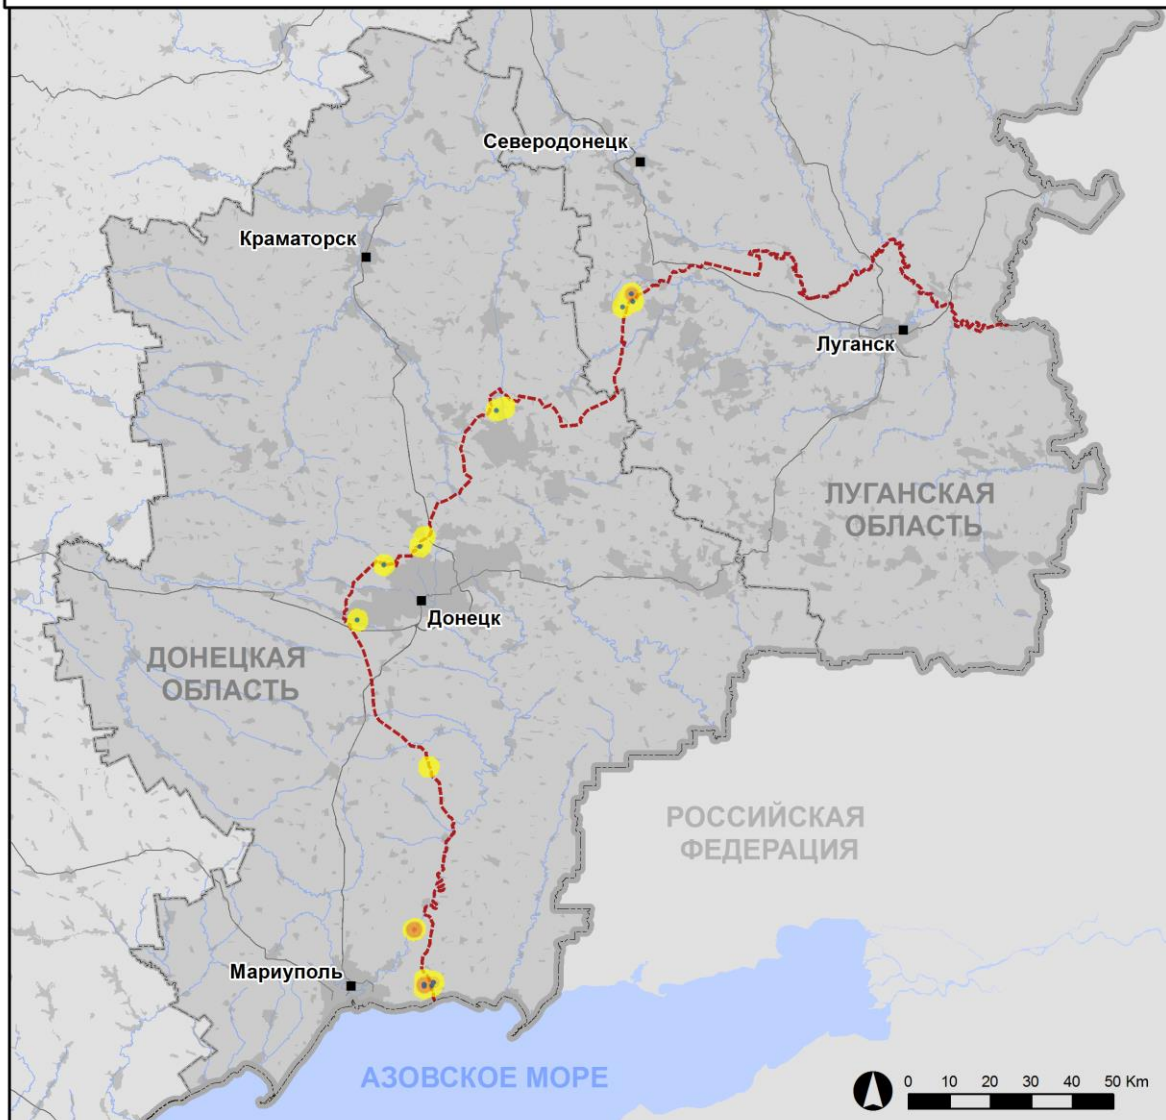 Северодонецк
Краматорск
Луганск
ЛУГАНСКАЯ
ОБЛАСТЬ
Донецк
ДОНЕЦКАЯ
ОБЛАСТЬ
РОССИЙСКАЯ
ФЕДЕРАЦИЯ
Мариуполь
АЗОВСКОЕ МОРЕ
0 10 20 30 40 50 Km